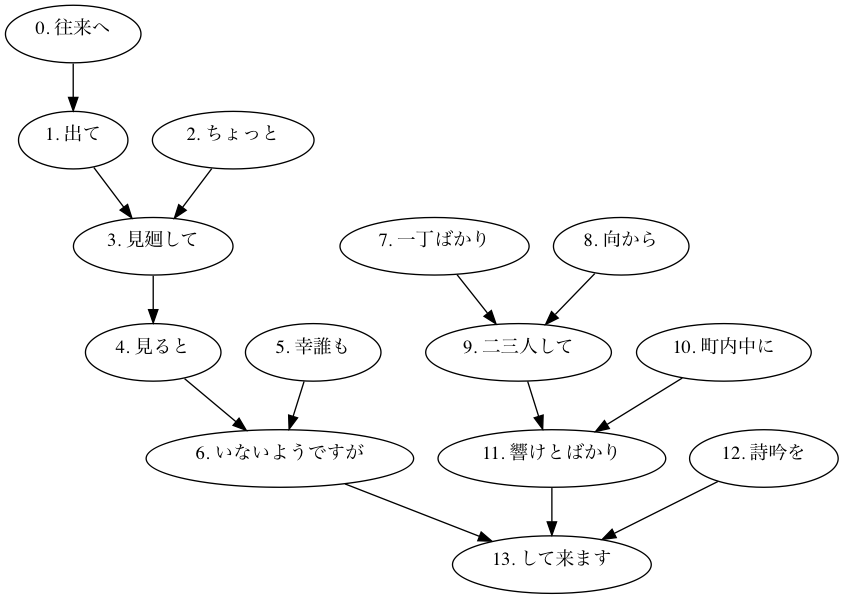 0. 往来へ
1. 出て
2. ちょっと
3. 見廻して
7. 一丁ばかり
8. 向から
4. 見ると
5. 幸誰も
9. 二三人して
10. 町内中に
6. いないようですが
11. 響けとばかり
12. 詩吟を
13. して来ます